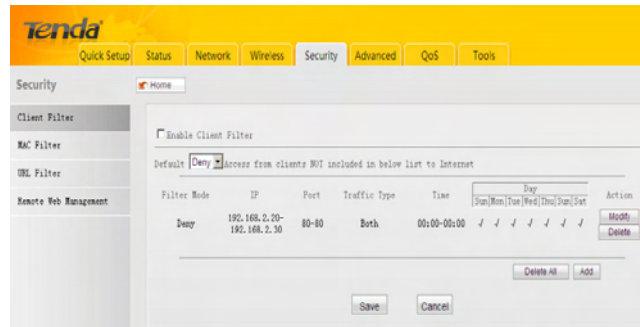 Tenda
Quick Setup Status Network Wireless Security Advanced QoS Tools
Security Home
Client Filter
MAC Filter
URL Filter
Remote Web Management
Enable Client Filter
Default Deny Access from clients NOT included in below list to Internet
Filter Mode IP Port Traffic Type Time Day Action
Sun Mon Tue Wed Thu Sun Sat
Deny 192.168.2.20-192.168.2.30 80-80 Both 00:00-00:00 √ √ √ √ √ √ √ Modify
Delete
Delete All Add
Save Cancel